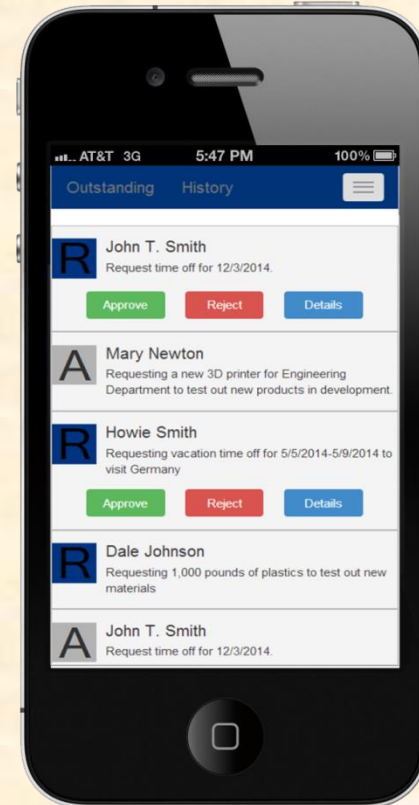 AT&T 3G 5:47 PM 100%
Outstanding History
R John T. Smith
Request time off for 12/3/2014.
Approve Reject Details
A Mary Newton
Requesting a new 3D printer for Engineering
Department to test out new products in development.
R Howie Smith
Requesting vacation time off for 5/5/2014-5/9/2014 to
visit Germany
Approve Reject Details
R Dale Johnson
Requesting 1,000 pounds of plastics to test out new
materials
A John T. Smith
Request time off for 12/3/2014.